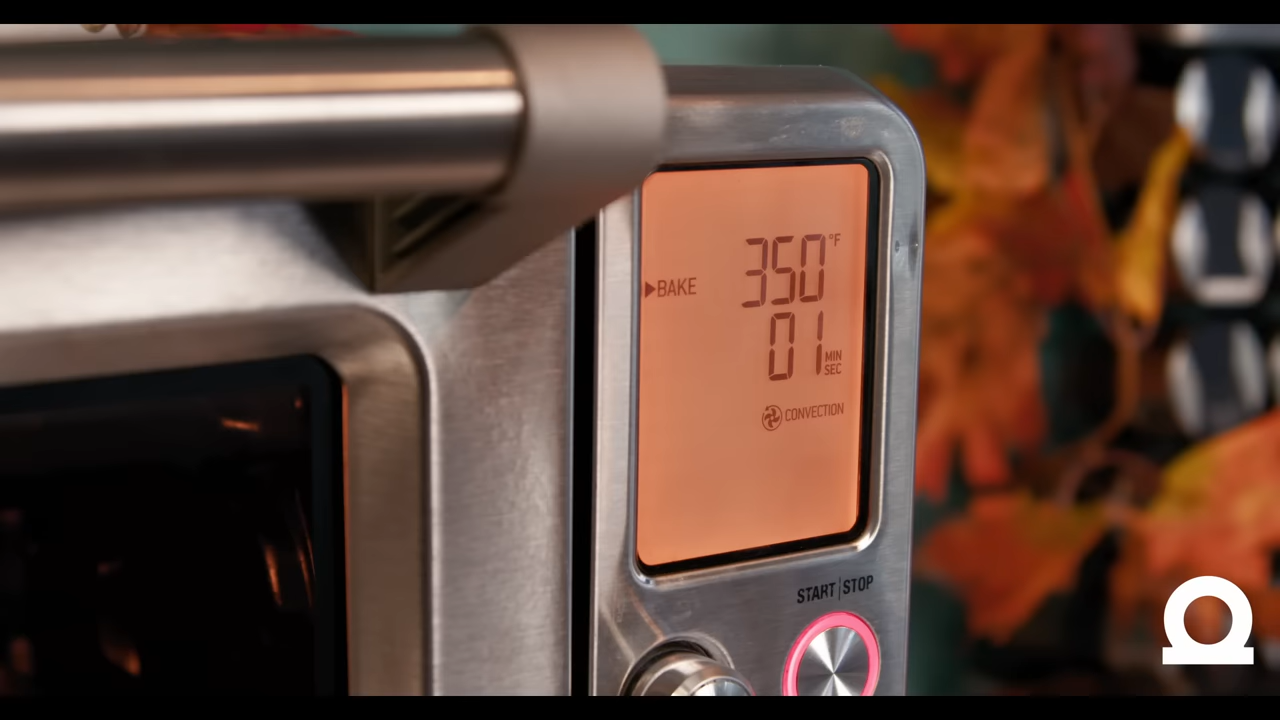 350 °F
▶BAKE
01 MIN
SEC
CONVECTION
START|STOP